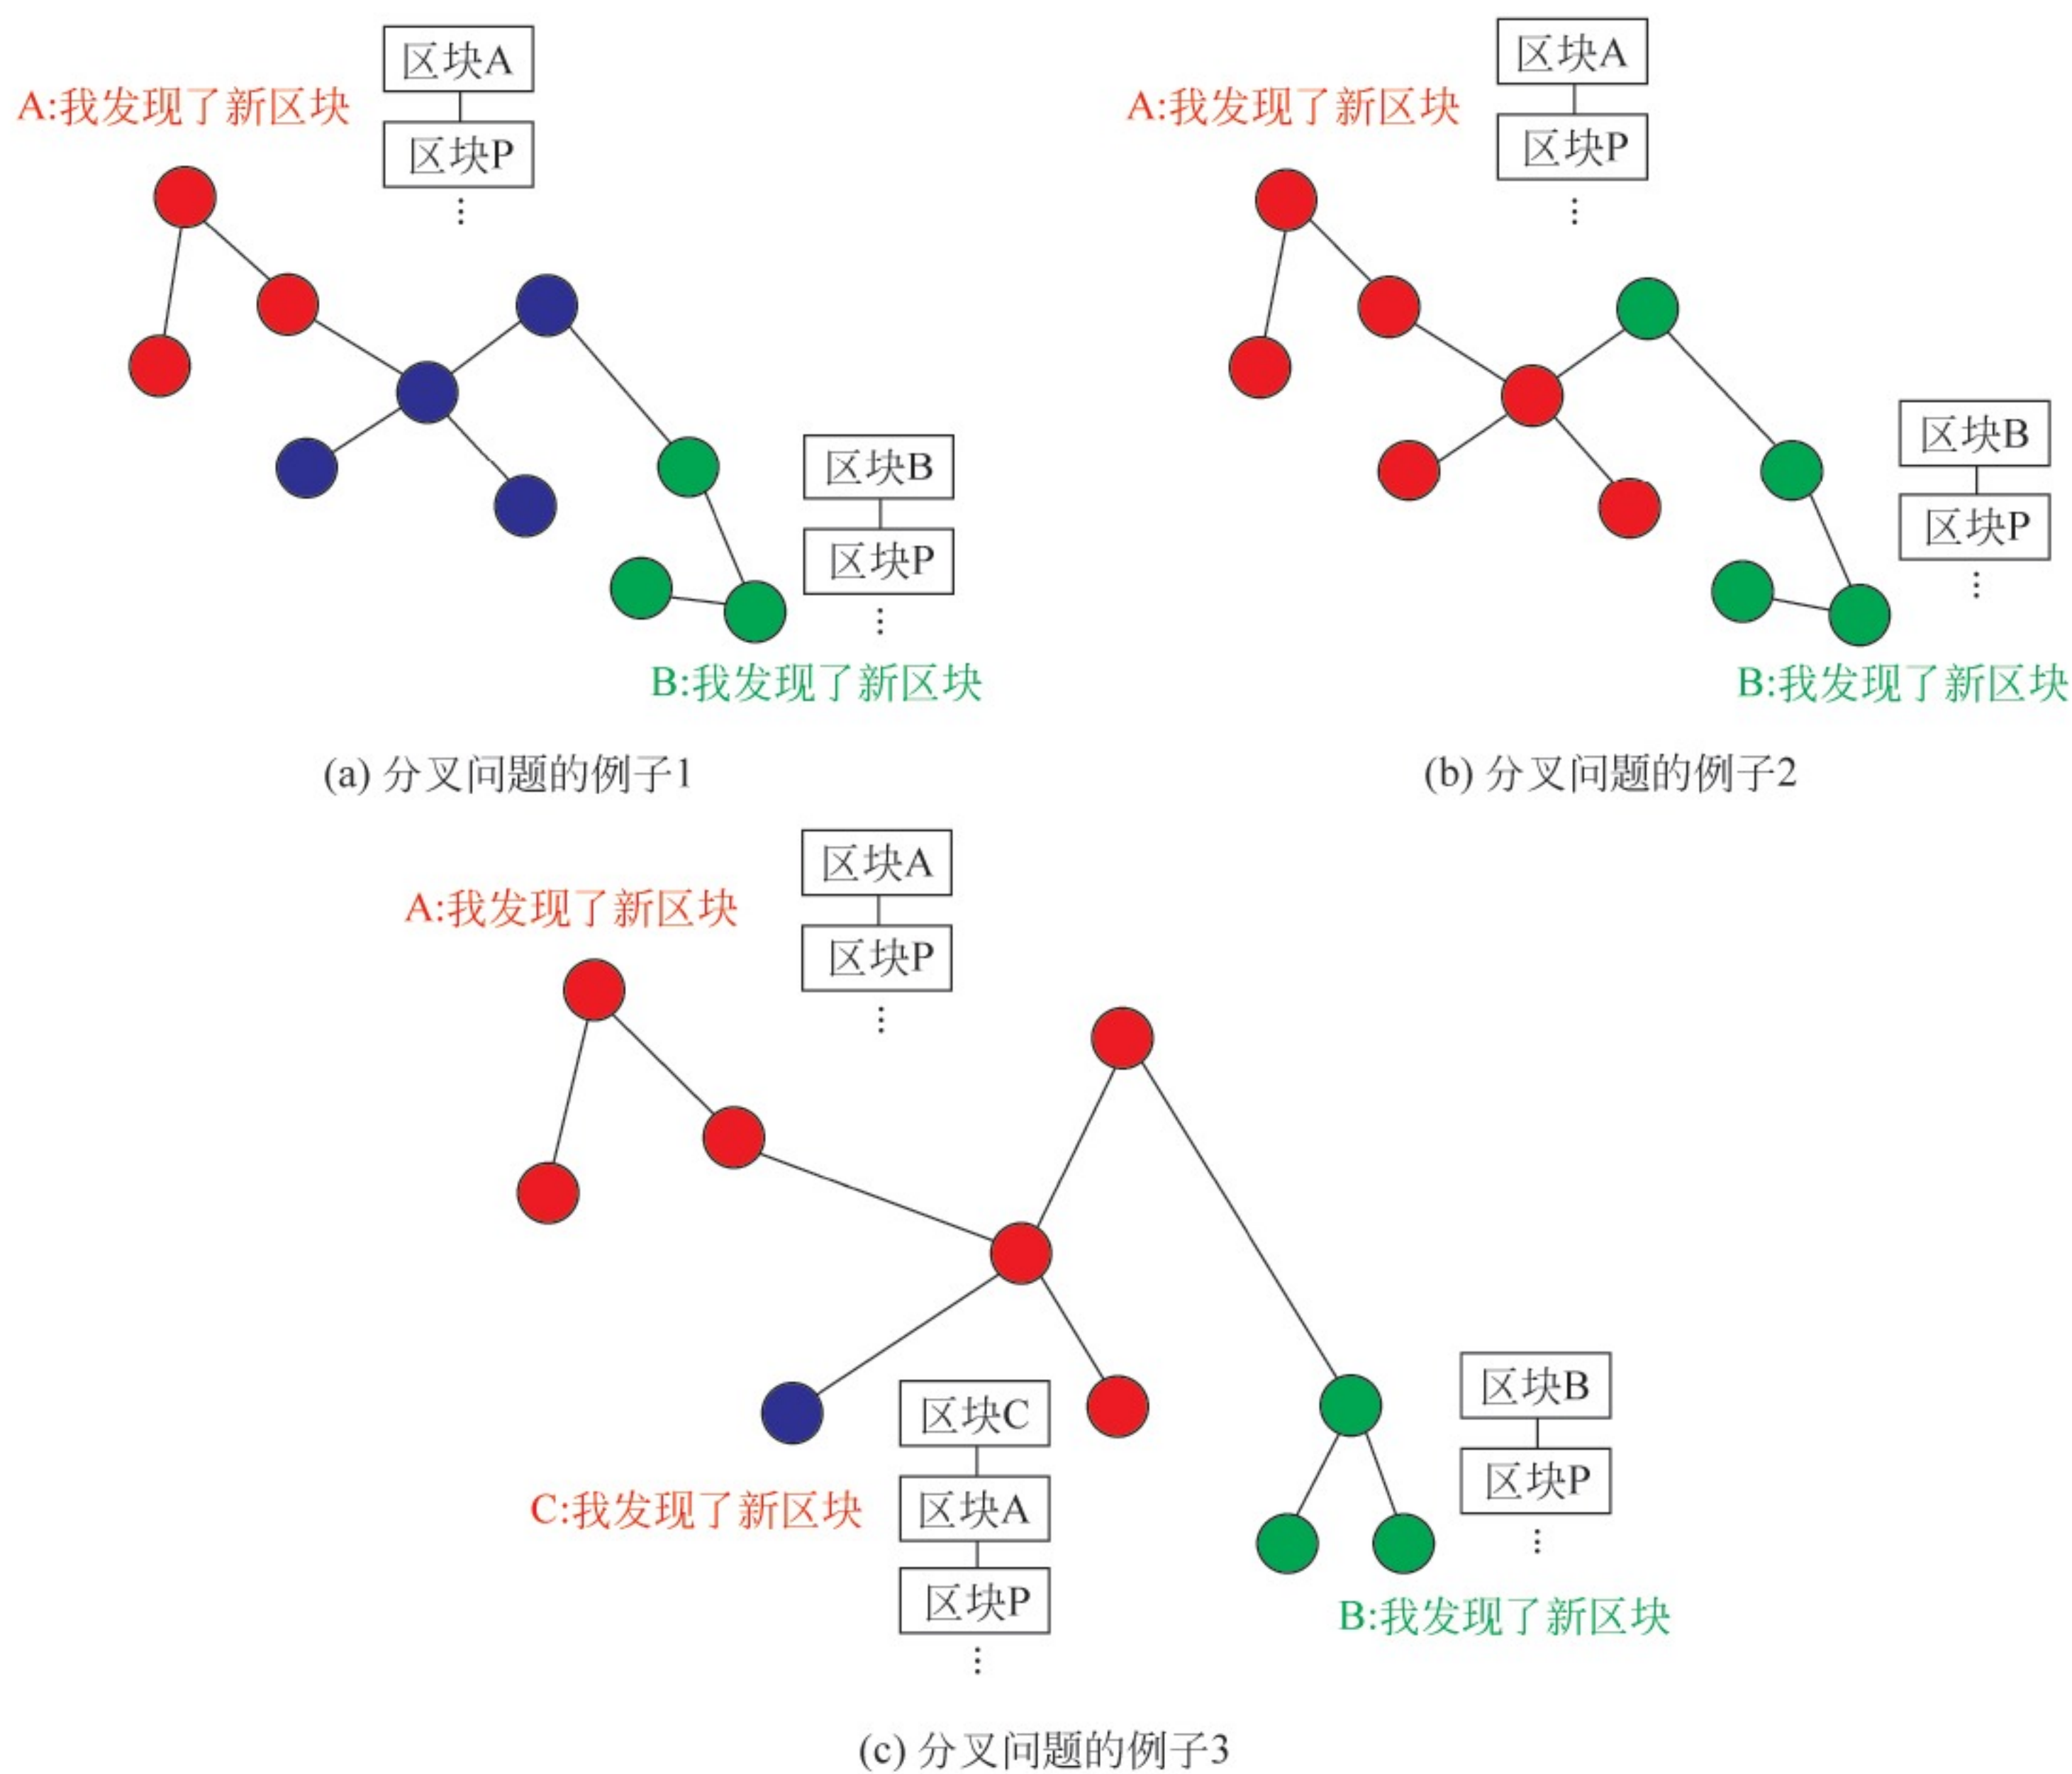 区块A
A:我发现了新区块
区块P
⋮
区块B
区块P
⋮
B:我发现了新区块
(a) 分叉问题的例子1
区块A
A:我发现了新区块
区块P
⋮
区块B
区块P
⋮
B:我发现了新区块
(b) 分叉问题的例子2
区块A
A:我发现了新区块
区块P
⋮
区块C
C:我发现了新区块
区块A
区块P
⋮
区块B
区块P
⋮
B:我发现了新区块
(c) 分叉问题的例子3